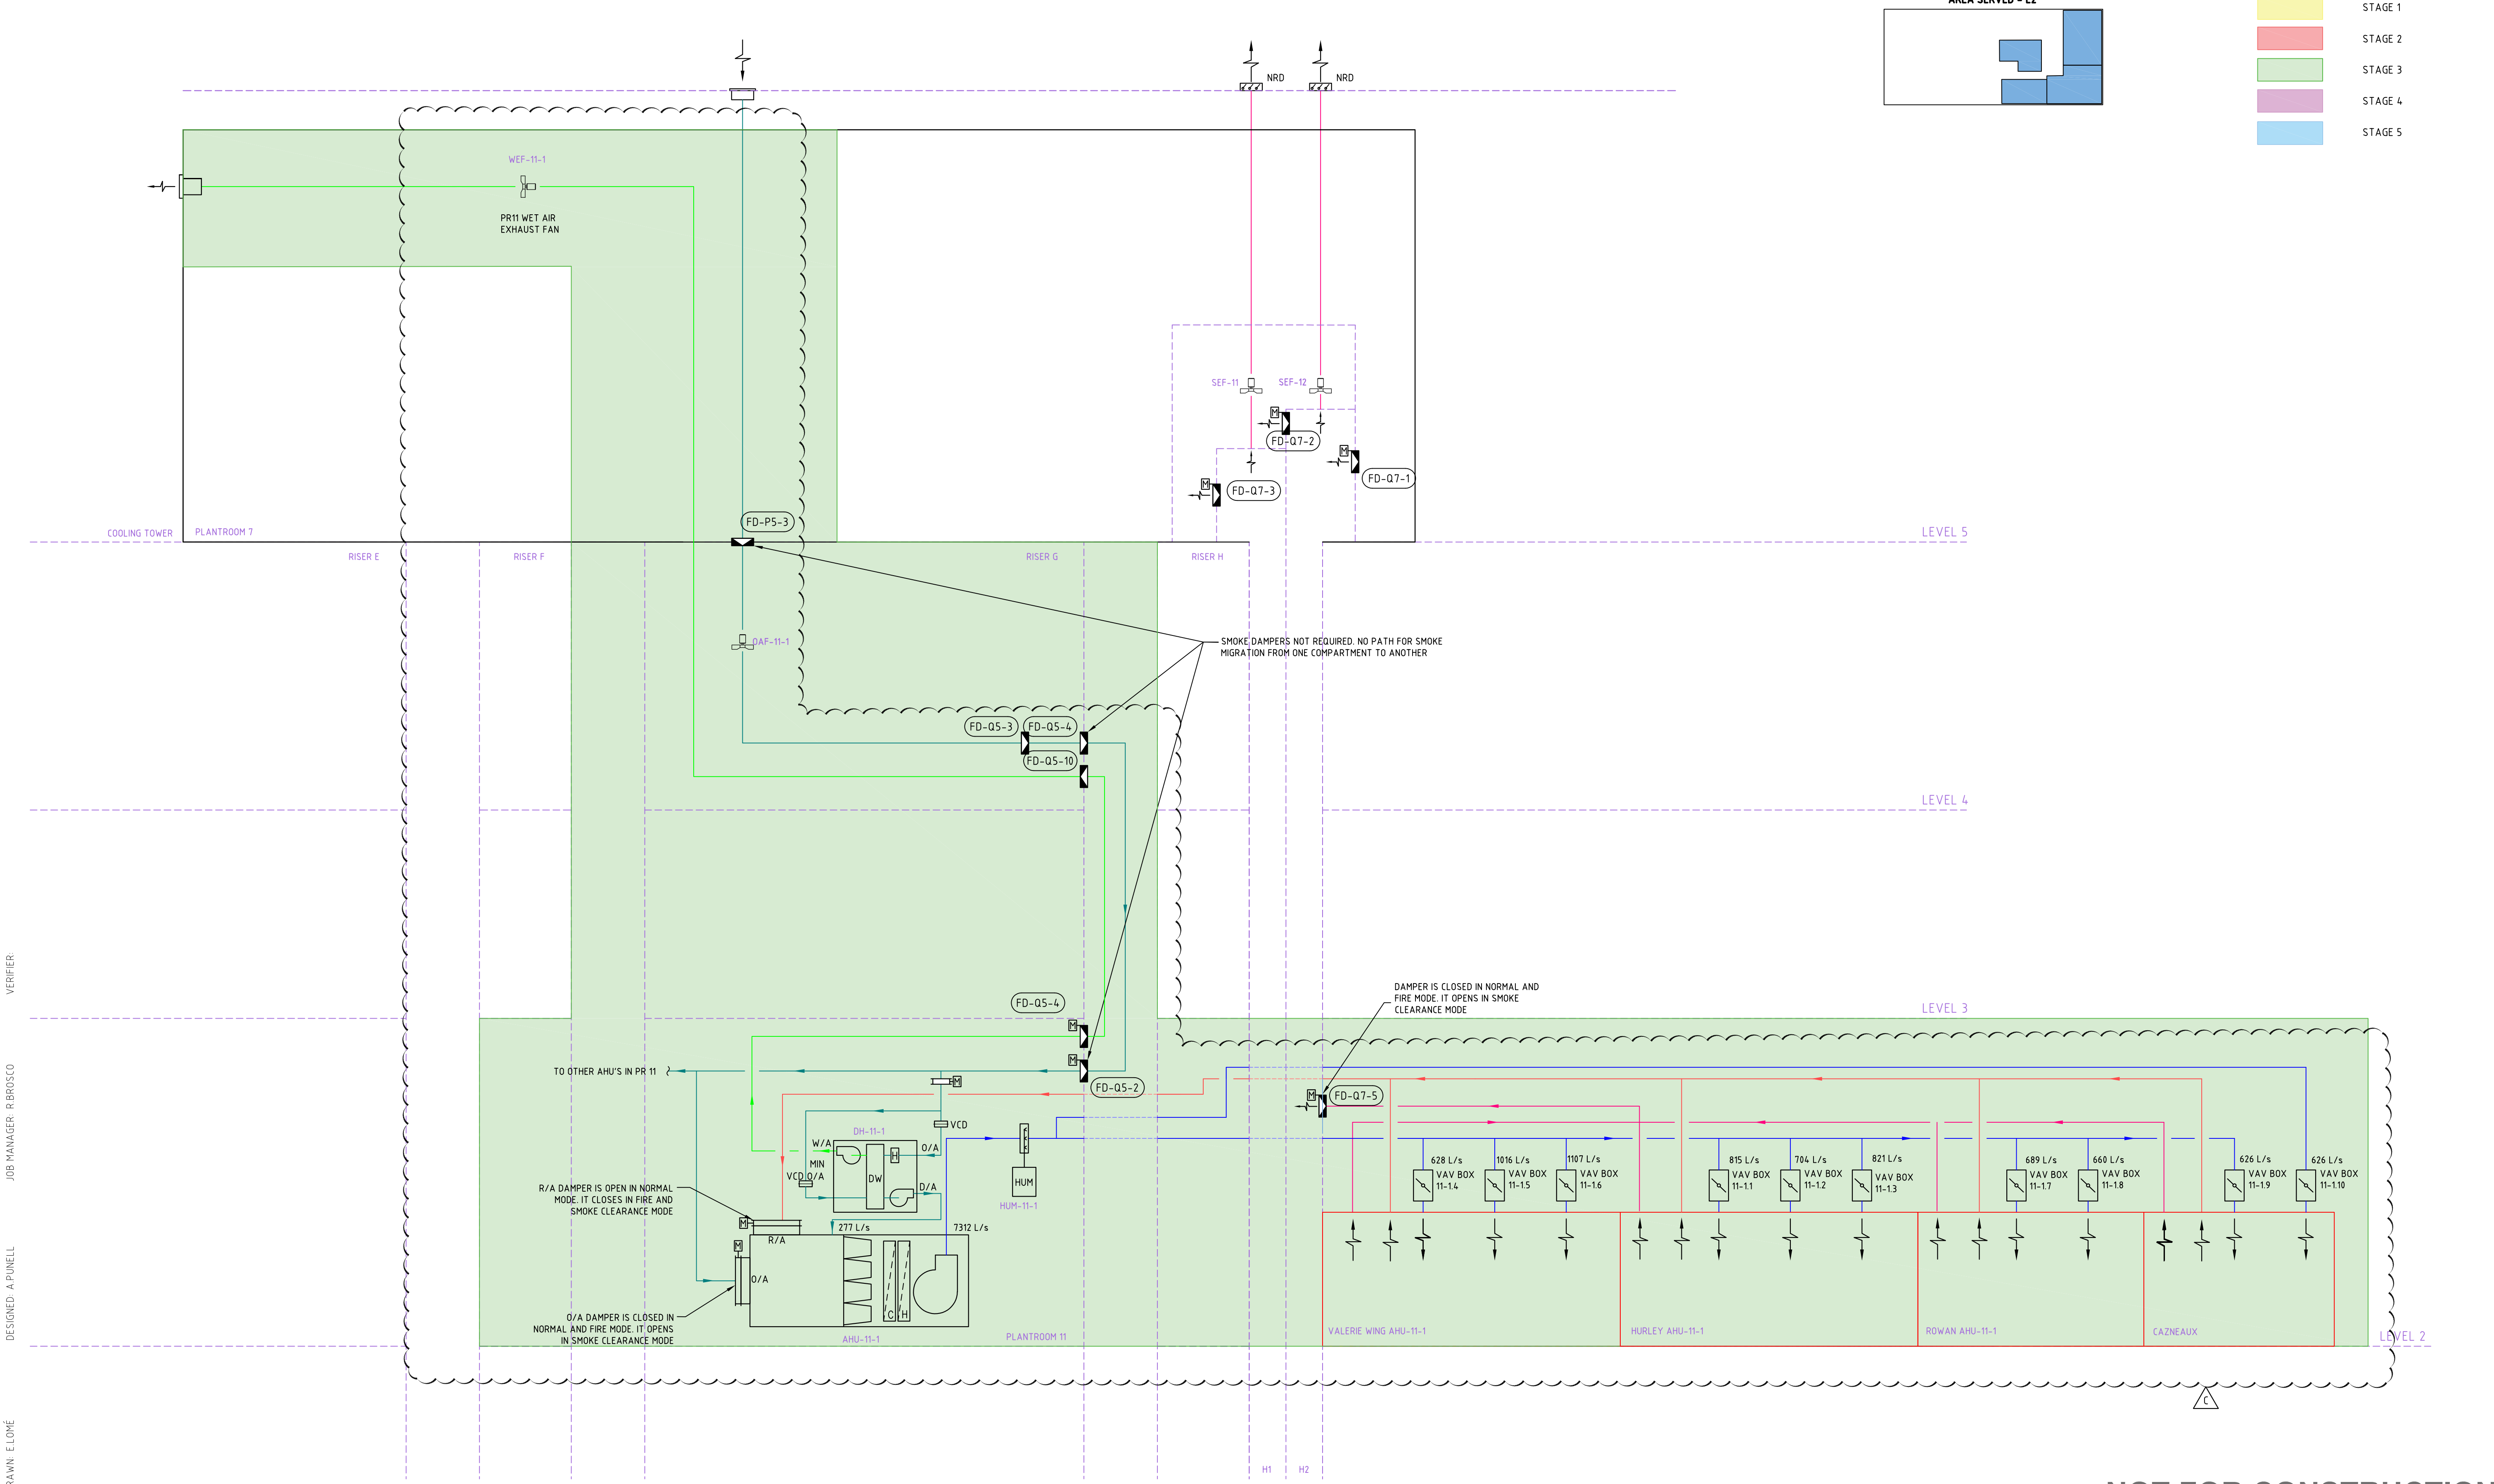 AREA SERVED - L2
STAGE 1
STAGE 2
STAGE 3
STAGE 4
STAGE 5
NRD
NRD
WEF-11-1
PR11 WET AIR
EXHAUST FAN
SEF-11
SEF-12
M
FD-Q7-2
M
FD-Q7-1
M
FD-Q7-3
FD-P5-3
COOLING TOWER
PLANTROOM 7
LEVEL 5
RISER E
RISER F
RISER G
RISER H
OAF-11-1
SMOKE DAMPERS NOT REQUIRED. NO PATH FOR SMOKE
MIGRATION FROM ONE COMPARTMENT TO ANOTHER
FD-Q5-3
FD-Q5-4
FD-Q5-10
LEVEL 4
VERIFIER:
JOB MANAGER: R BROSCO
DESIGNED: A PUNELL
RAWN: E LOMÉ
FD-Q5-4
DAMPER IS CLOSED IN NORMAL AND
FIRE MODE. IT OPENS IN SMOKE
CLEARANCE MODE
LEVEL 3
M
M
TO OTHER AHU'S IN PR 11
M
FD-Q5-2
M
FD-Q7-5
VCD
DH-11-1
W/A
H
O/A
MIN
VCD O/A
DW
D/A
HUM
HUM-11-1
R/A DAMPER IS OPEN IN NORMAL
MODE. IT CLOSES IN FIRE AND
SMOKE CLEARANCE MODE
M
R/A
277 L/s
7312 L/s
M
O/A
C
H
O/A DAMPER IS CLOSED IN
NORMAL AND FIRE MODE. IT OPENS
IN SMOKE CLEARANCE MODE
AHU-11-1
PLANTROOM 11
628 L/s
VAV BOX
11-1.4
1016 L/s
VAV BOX
11-1.5
1107 L/s
VAV BOX
11-1.6
815 L/s
VAV BOX
11-1.1
704 L/s
VAV BOX
11-1.2
821 L/s
VAV BOX
11-1.3
689 L/s
VAV BOX
11-1.7
660 L/s
VAV BOX
11-1.8
626 L/s
VAV BOX
11-1.9
626 L/s
VAV BOX
11-1.10
VALERIE WING AHU-11-1
HURLEY AHU-11-1
ROWAN AHU-11-1
CAZNEAUX
LEVEL 2
C
H1
H2
NOT FOR CONSTRUCTION